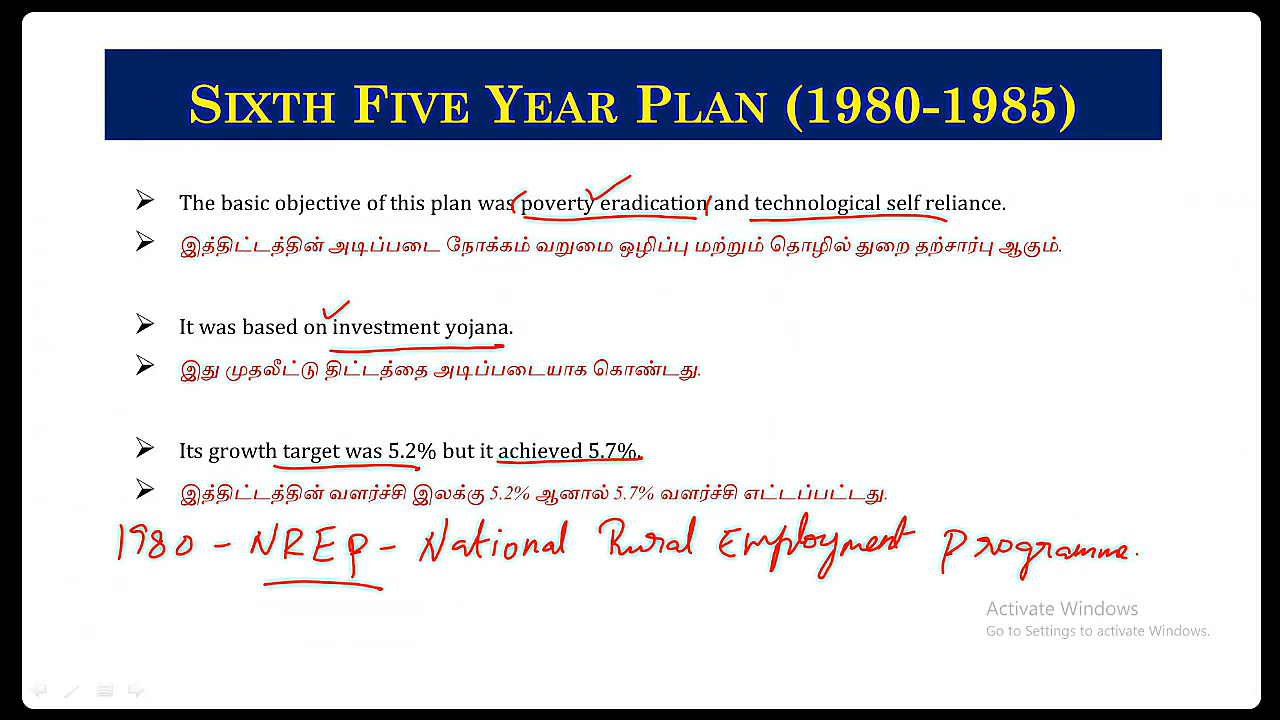 SIXTH FIVE YEAR PLAN (1980-1985)
The basic objective of this plan was poverty eradication and technological self reliance.
இத்திட்டத்தின் அடிப்படை நோக்கம் வறுமை ஒழிப்பு மற்றும் தொழில் துறை தற்சார்பு ஆகும்.
It was based on investment yojana.
இது முதலீட்டு திட்டத்தை அடிப்படையாக கொண்டது.
Its growth target was 5.2% but it achieved 5.7%.
இத்திட்டத்தின் வளர்ச்சி இலக்கு 5.2% ஆனால் 5.7% வளர்ச்சி எட்டப்பட்டது.
1980 - NREP - National Rural Employment Programme.
Activate Windows
Go to Settings to activate Windows.